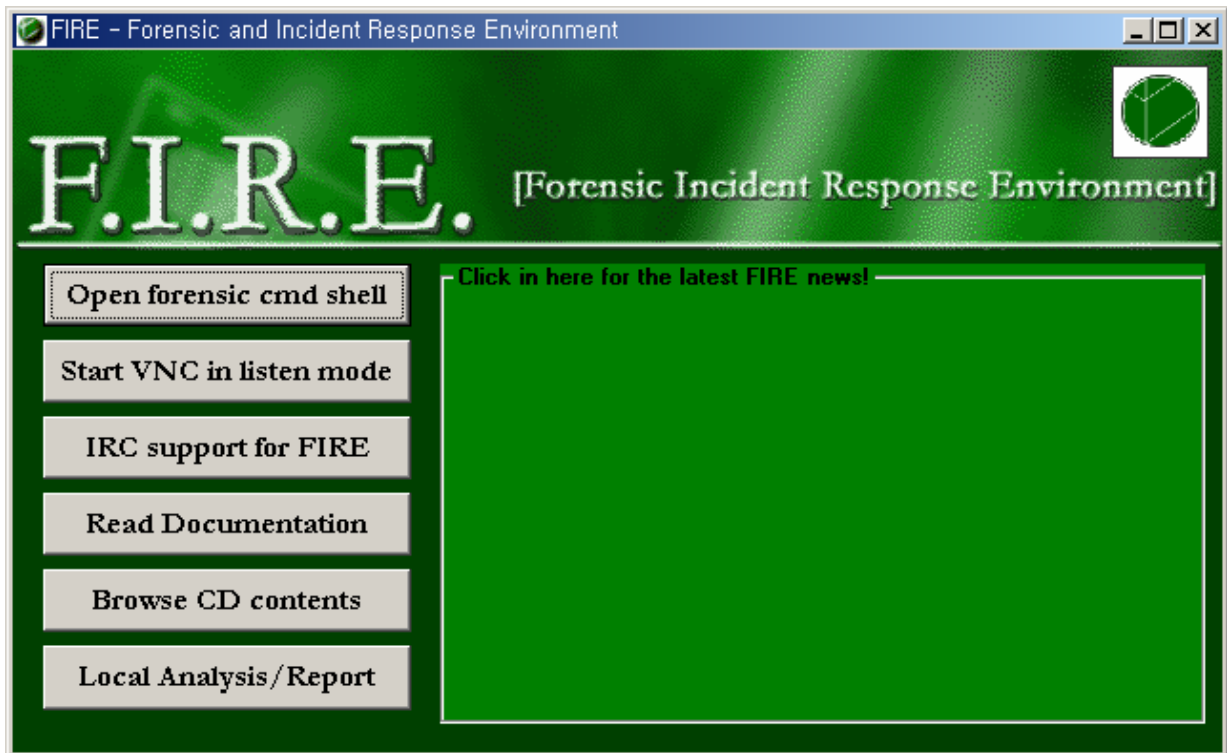 FIRE - Forensic and Incident Response Environment
F.I.R.E.
[Forensic Incident Response Environment]
Open forensic cmd shell
Start VNC in listen mode
IRC support for FIRE
Read Documentation
Browse CD contents
Local Analysis/Report
Click in here for the latest FIRE news!